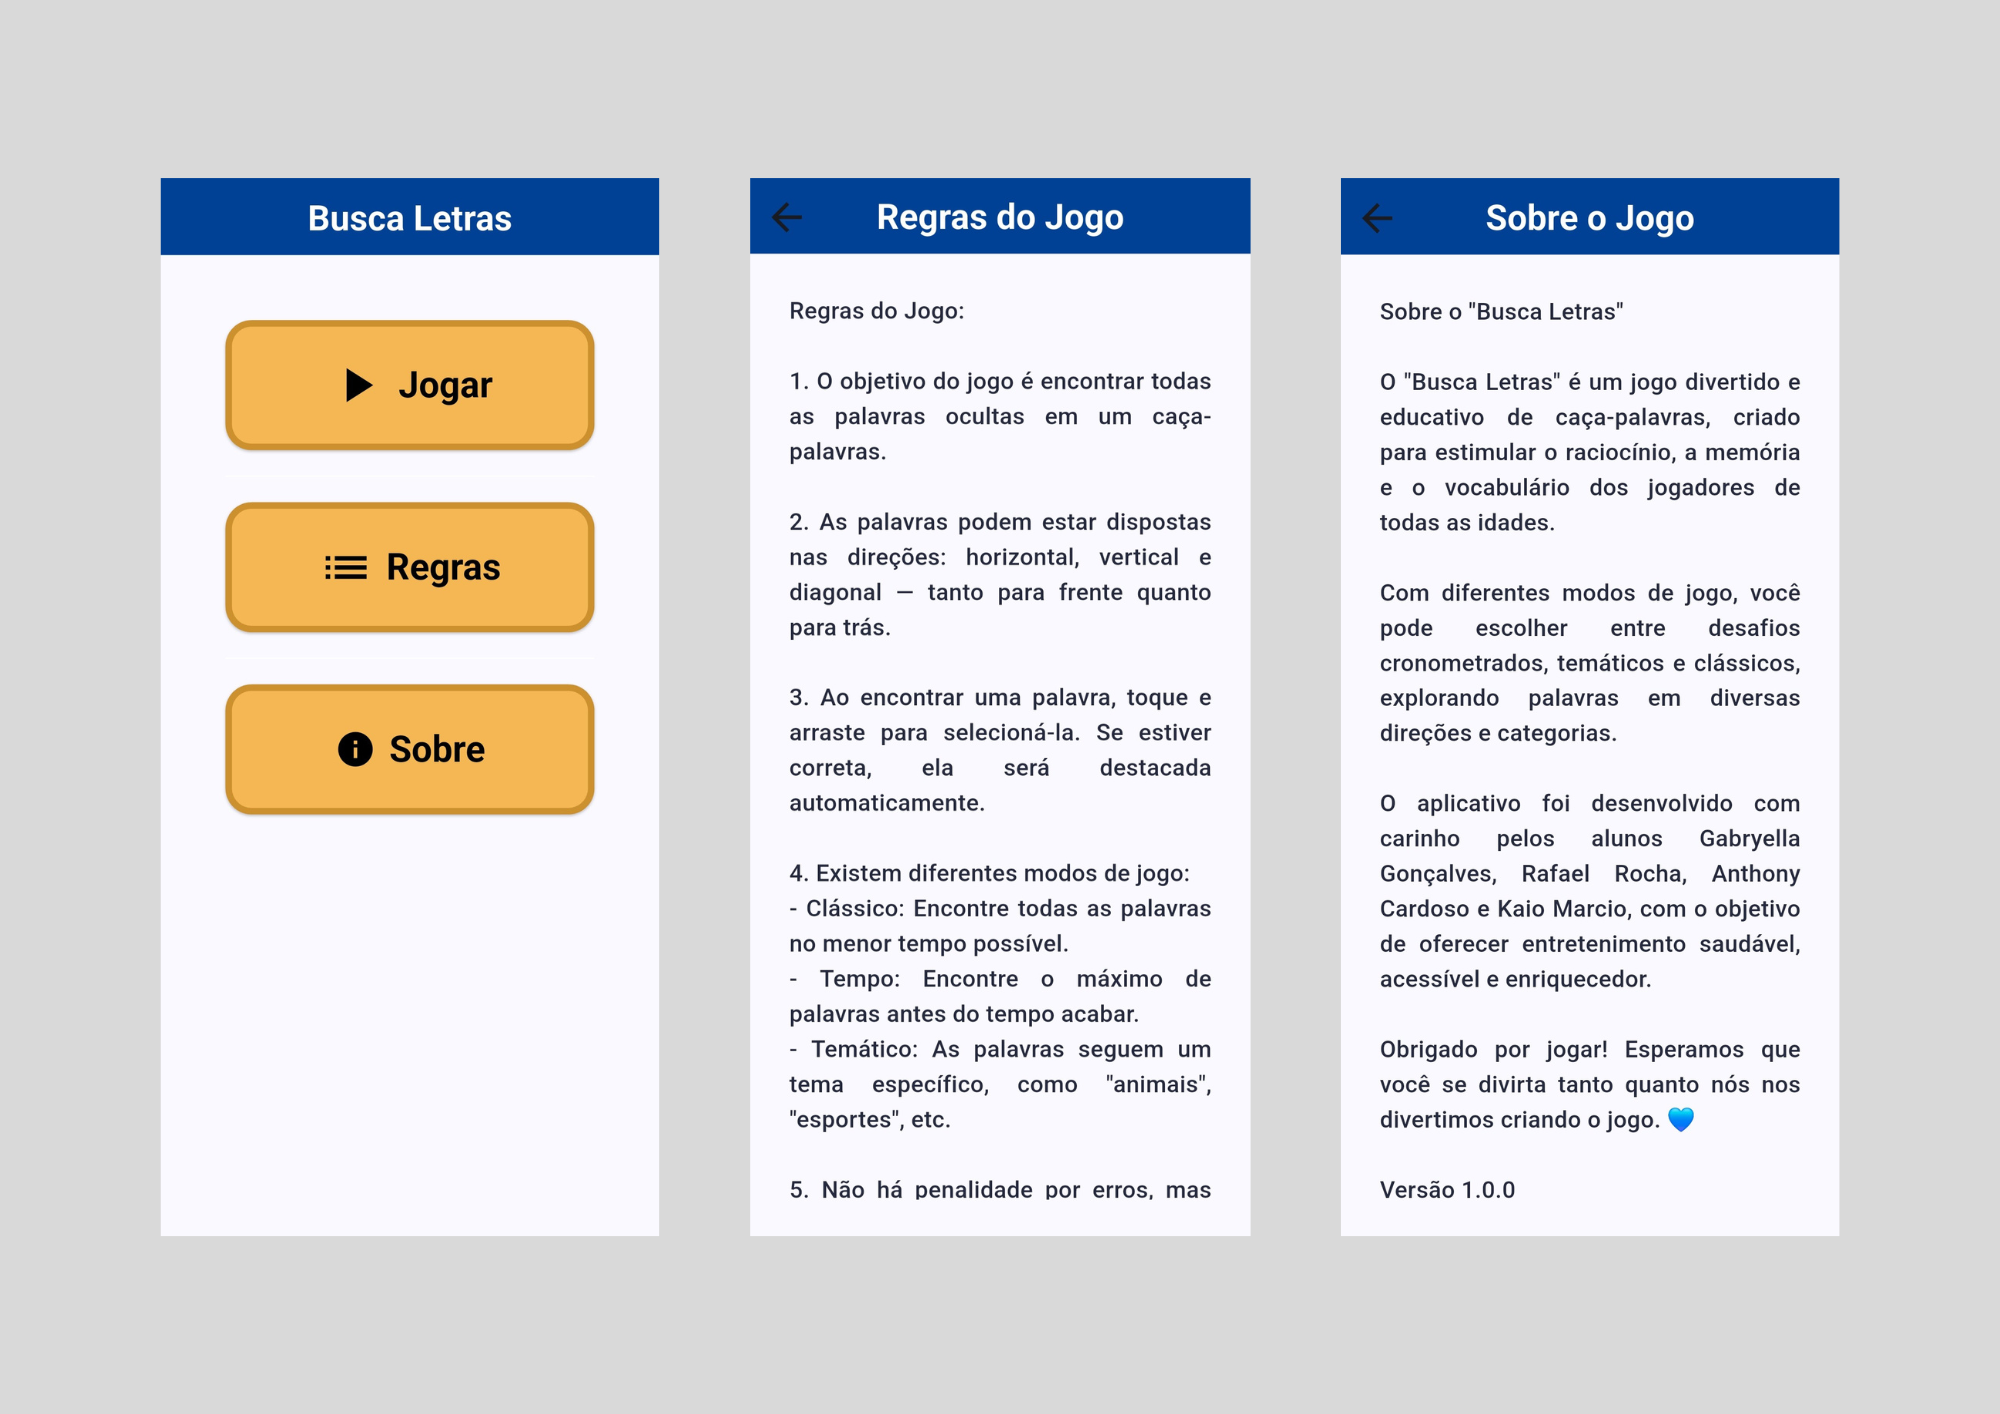 Busca Letras
Jogar
Regras
Sobre
Regras do Jogo
Regras do Jogo:
1. O objetivo do jogo é encontrar todas
as palavras ocultas em um caça-
palavras.
2. As palavras podem estar dispostas
nas direções: horizontal, vertical e
diagonal — tanto para frente quanto
para trás.
3. Ao encontrar uma palavra, toque e
arraste para selecioná-la. Se estiver
correta, ela será destacada
automaticamente.
4. Existem diferentes modos de jogo:
- Clássico: Encontre todas as palavras
no menor tempo possível.
- Tempo: Encontre o máximo de
palavras antes do tempo acabar.
- Temático: As palavras seguem um
tema específico, como "animais",
"esportes", etc.
5. Não há penalidade por erros, mas
Sobre o Jogo
Sobre o "Busca Letras"
O "Busca Letras" é um jogo divertido e
educativo de caça-palavras, criado
para estimular o raciocínio, a memória
e o vocabulário dos jogadores de
todas as idades.
Com diferentes modos de jogo, você
pode escolher entre desafios
cronometrados, temáticos e clássicos,
explorando palavras em diversas
direções e categorias.
O aplicativo foi desenvolvido com
carinho pelos alunos Gabryella
Gonçalves, Rafael Rocha, Anthony
Cardoso e Kaio Marcio, com o objetivo
de oferecer entretenimento saudável,
acessível e enriquecedor.
Obrigado por jogar! Esperamos que
você se divirta tanto quanto nós nos
divertimos criando o jogo. 💙
Versão 1.0.0